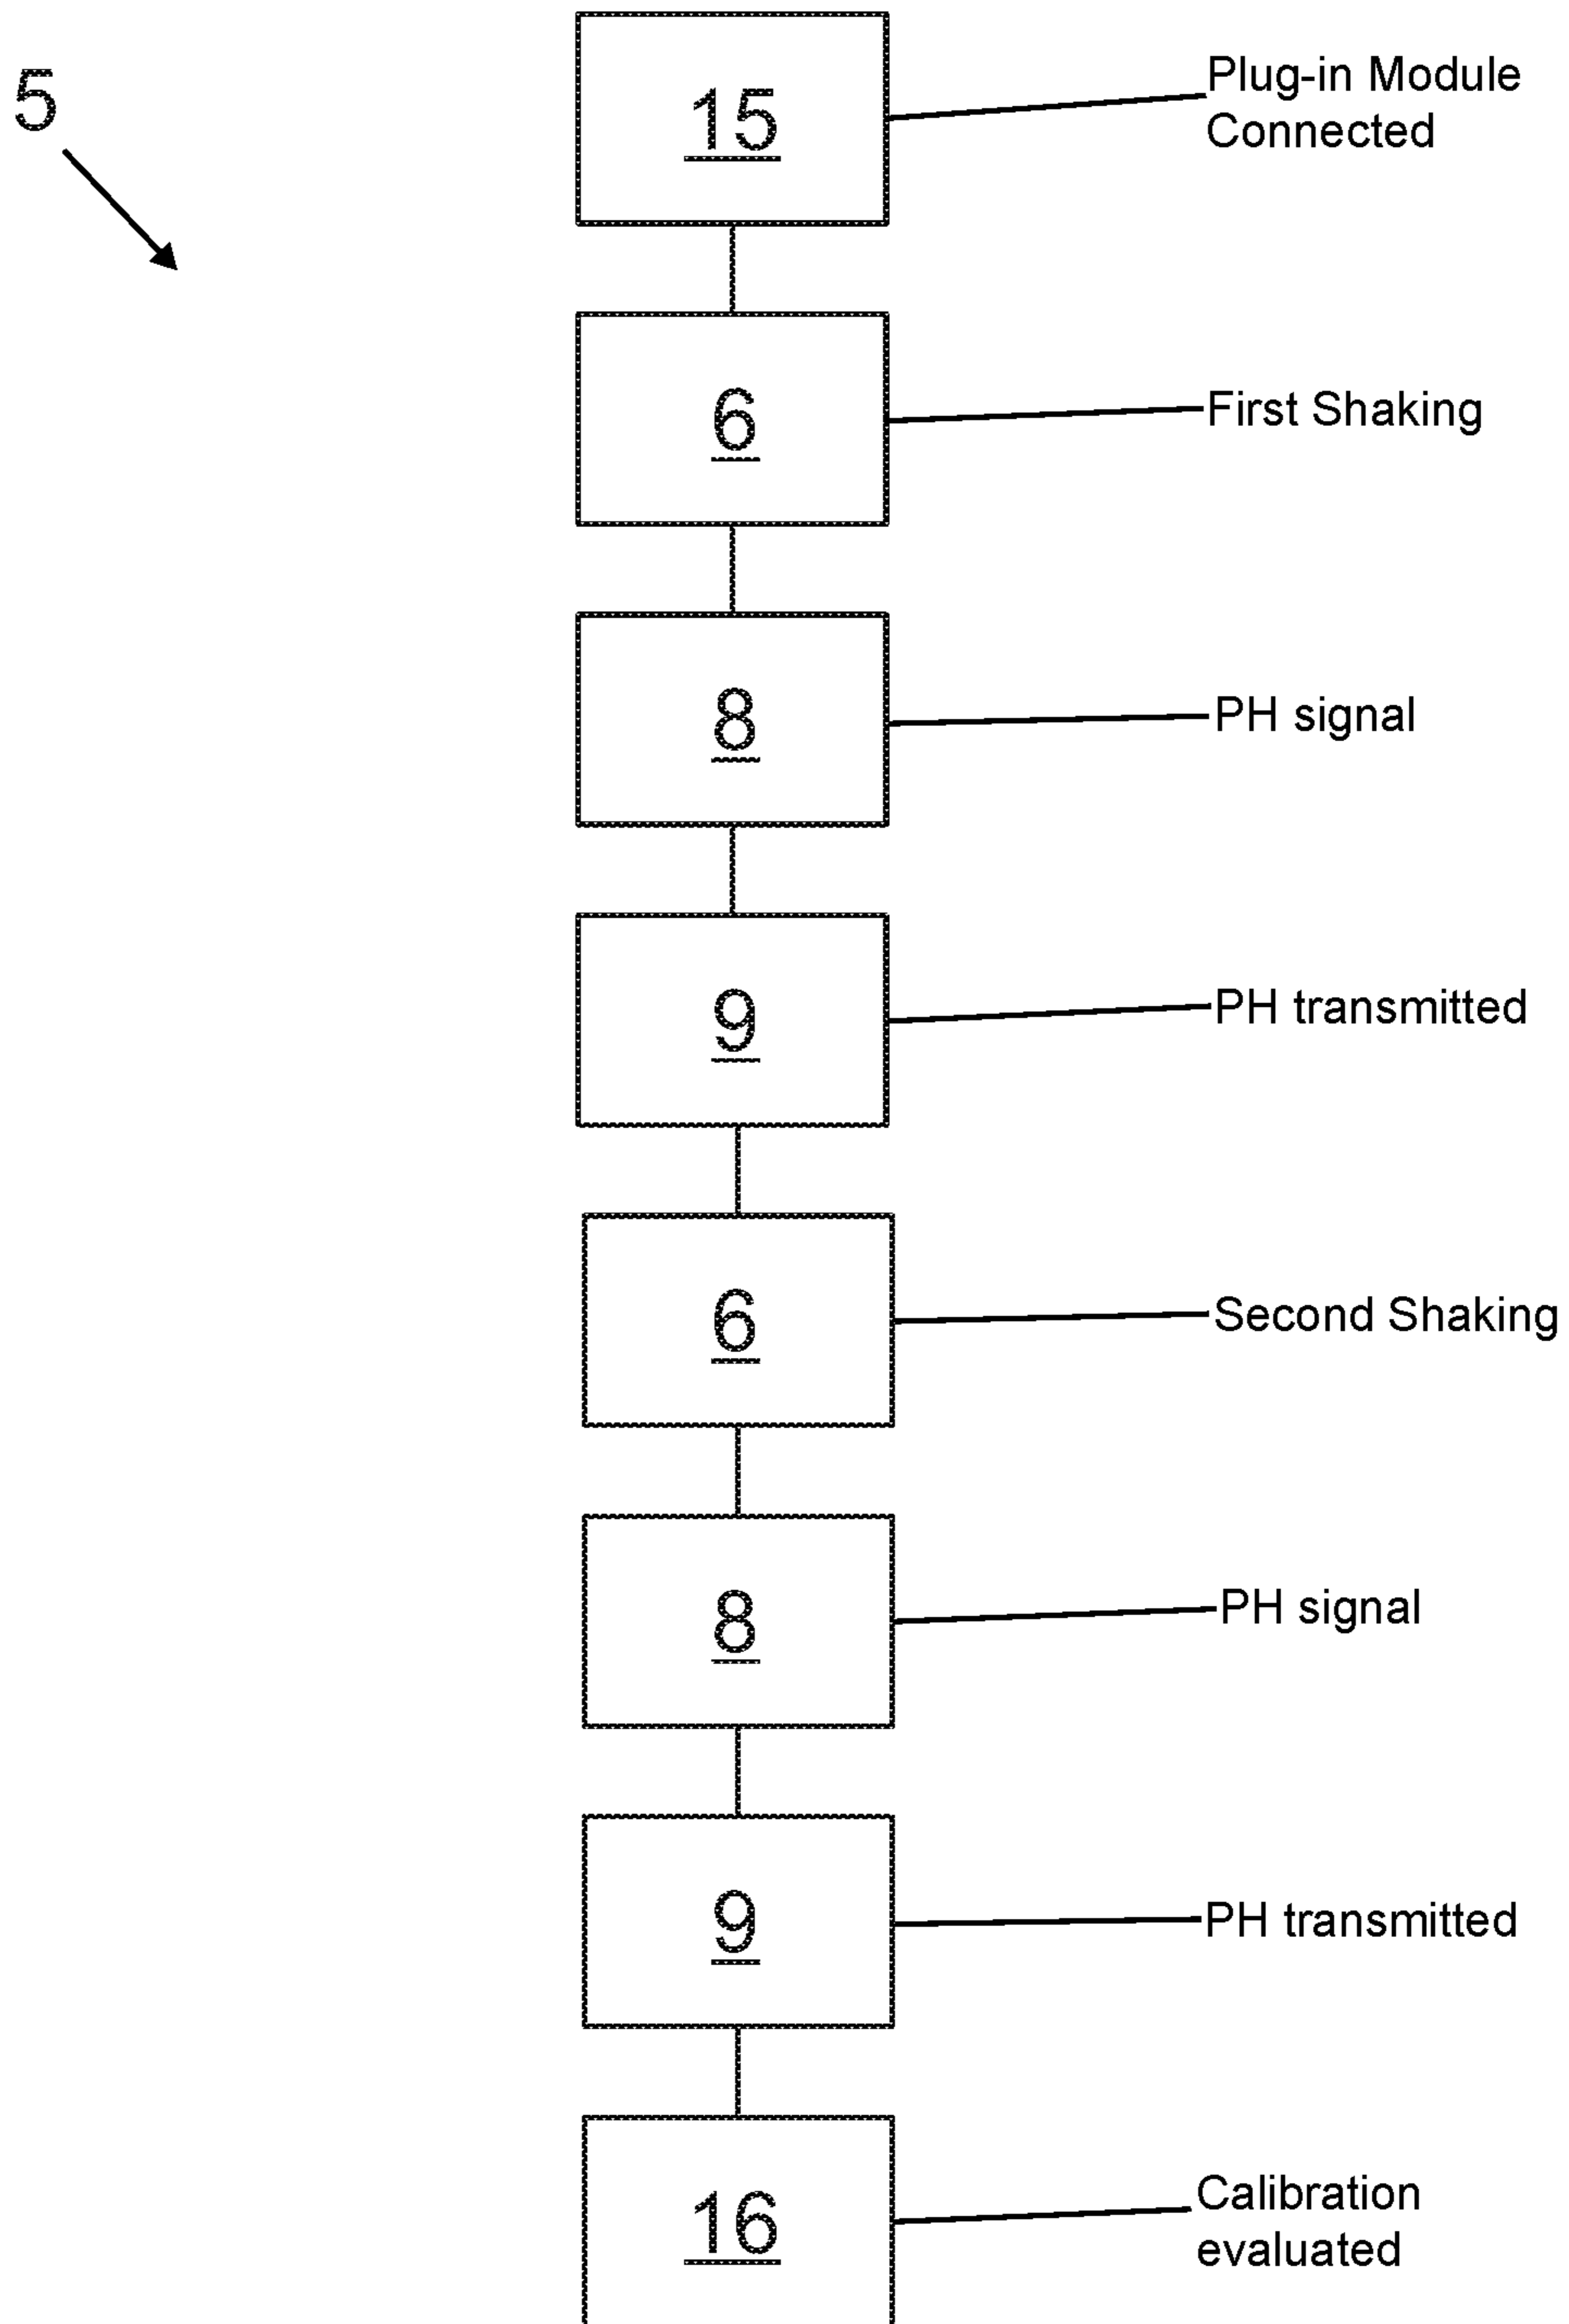 5
15
Plug-in Module
Connected
6
First Shaking
8
PH signal
9
PH transmitted
6
Second Shaking
8
PH signal
9
PH transmitted
16
Calibration
evaluated